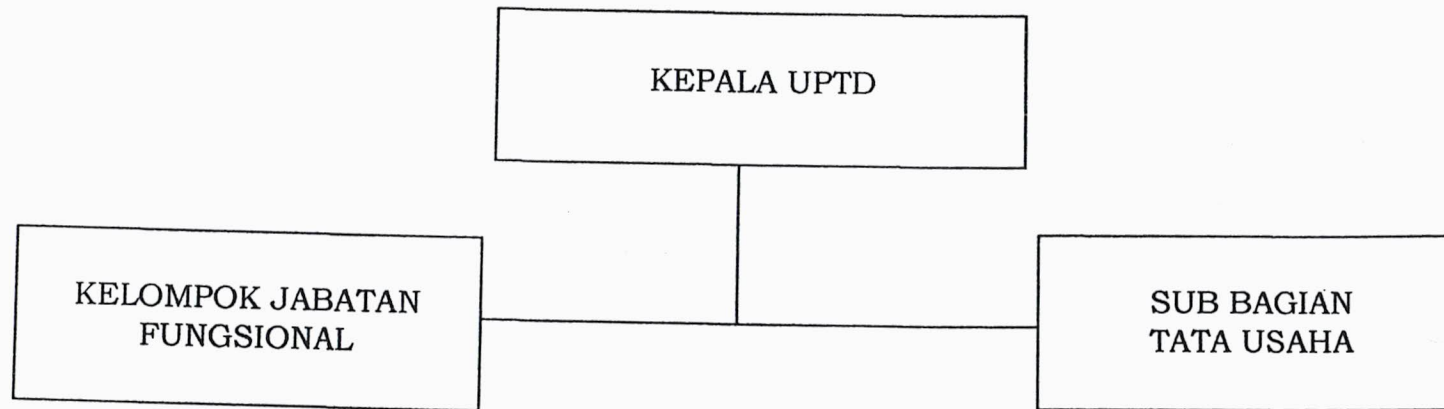 KEPALA UPTD
KELOMPOK JABATAN
FUNGSIONAL
SUB BAGIAN
TATA USAHA